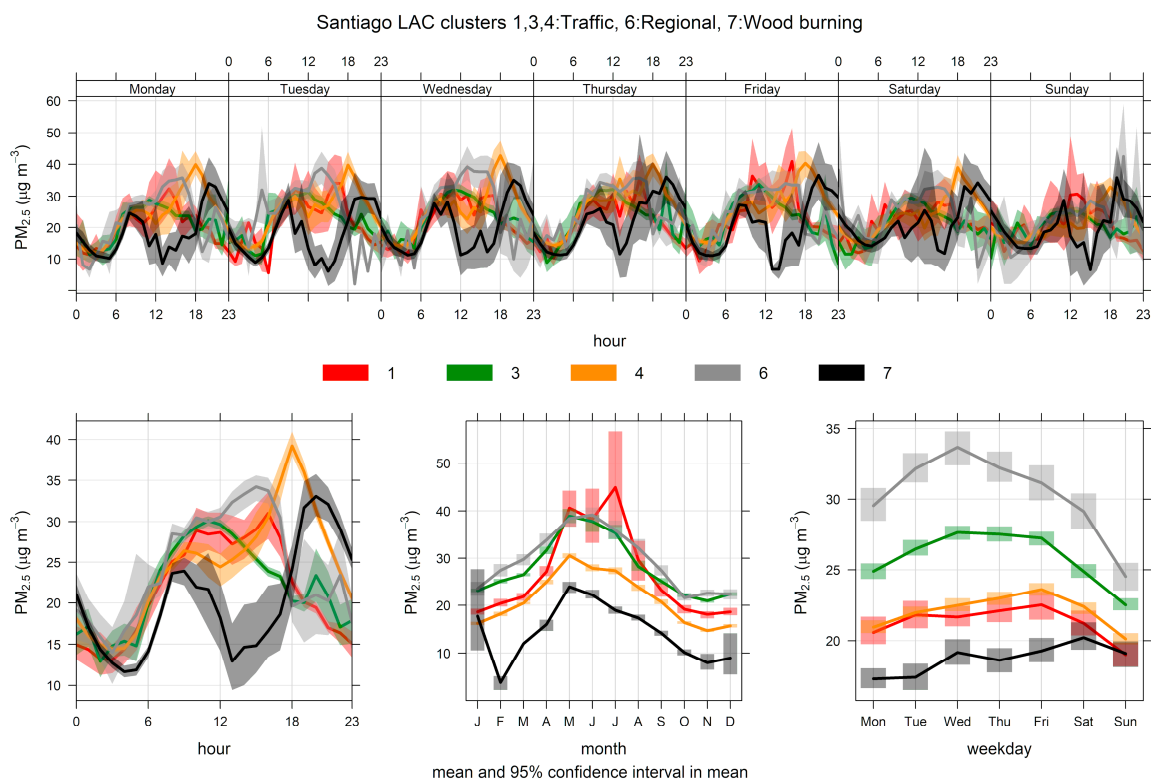 Santiago LAC clusters 1,3,4:Traffic, 6:Regional, 7:Wood burning
0 6 12 18 23 0 6 12 18 23 0 6 12 18 23
Monday Tuesday Wednesday Thursday Friday Saturday Sunday
60
50
40
30
20
10
PM2.5 (μg m−3)
0 6 12 18 23 0 6 12 18 23 0 6 12 18 23 0 6 12 18 23
hour
1 3 4 6 7
40
35
30
25
20
15
10
PM2.5 (μg m−3)
0 6 12 18 23
hour
50
40
30
20
10
PM2.5 (μg m−3)
J F M A M J J A S O N D
month
35
30
25
20
PM2.5 (μg m−3)
Mon Tue Wed Thu Fri Sat Sun
weekday
mean and 95% confidence interval in mean